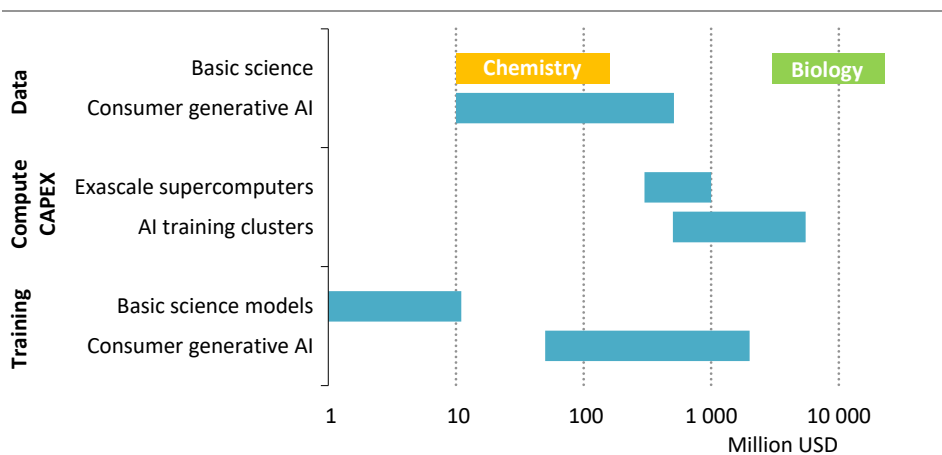 Data
Basic science
Chemistry
Biology
Consumer generative AI
Compute
CAPEX
Exascale supercomputers
AI training clusters
Training
Basic science models
Consumer generative AI
1 10 100 1 000 10 000
Million USD